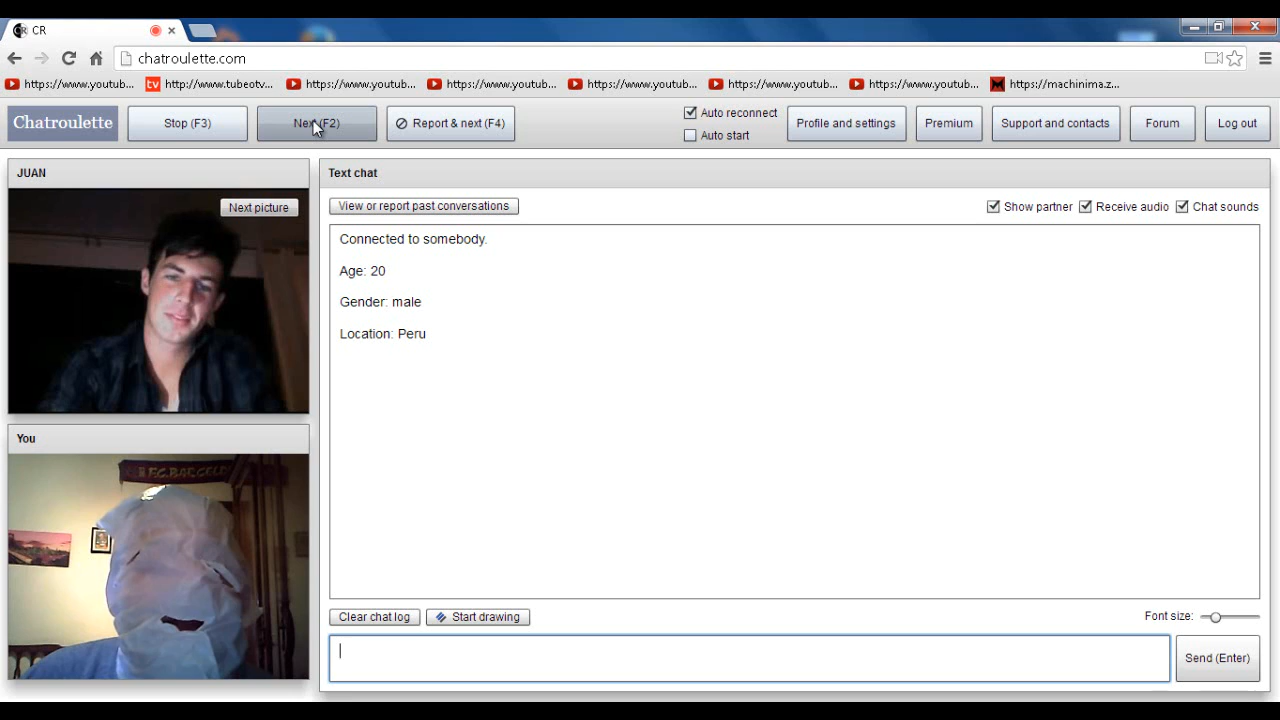 CR
chatroulette.com
https://www.youtub...
http://www.tubeotv...
https://www.youtub...
https://www.youtub...
https://www.youtub...
https://www.youtub...
https://www.youtub...
https://machinima.z...
Chatroulette
Stop (F3)
Next (F2)
Report & next (F4)
Auto reconnect
Auto start
Profile and settings
Premium
Support and contacts
Forum
Log out
JUAN
Next picture
Text chat
View or report past conversations
Show partner
Receive audio
Chat sounds
Connected to somebody.
Age: 20
Gender: male
Location: Peru
You
Clear chat log
Start drawing
Font size:
Send (Enter)